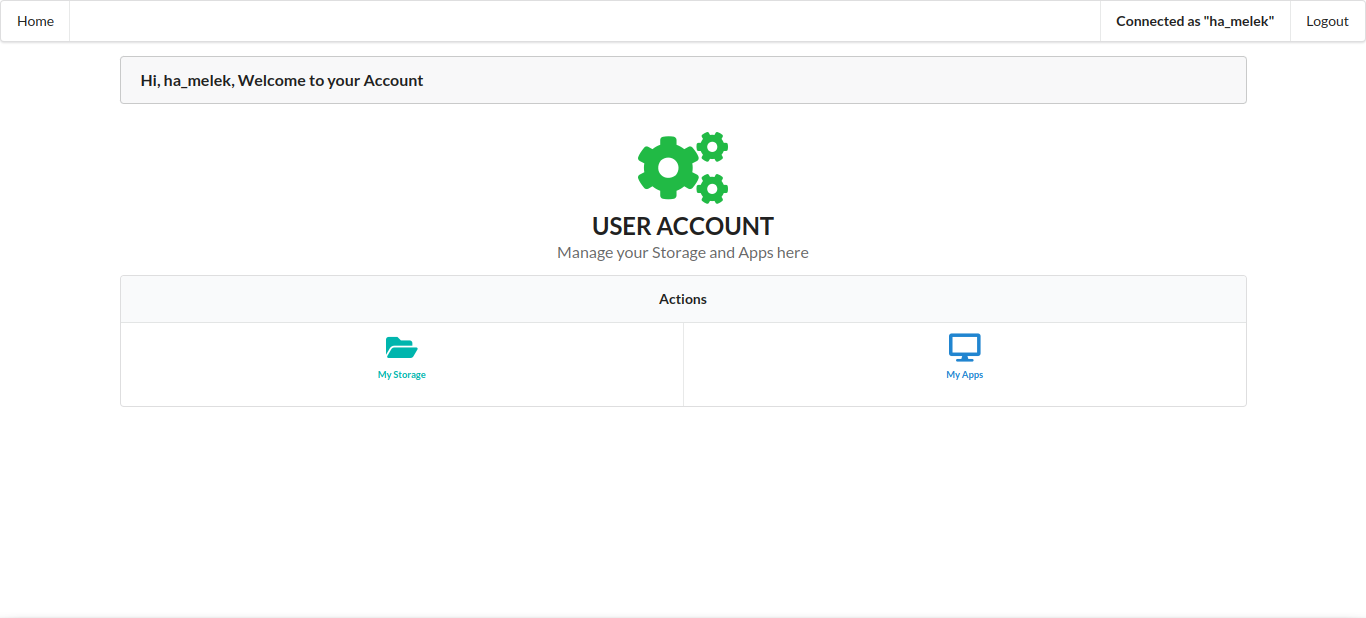 Home
Connected as "ha_melek"
Logout
Hi, ha_melek, Welcome to your Account
USER ACCOUNT
Manage your Storage and Apps here
Actions
My Storage
My Apps